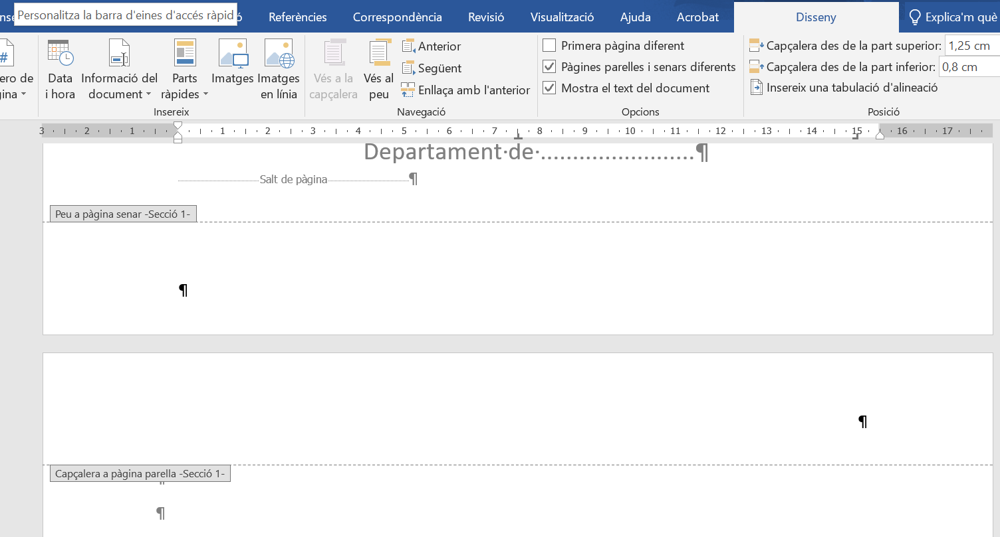 nse Personalitza la barra d'eines d'accés ràpid ó Referències Correspondència Revisió Visualització Ajuda Acrobat Disseny Explica'm què
#
ero de
gina
Data
i hora
Informació del
document
Parts
ràpides
Imatges
Imatges
en línia
Insereix
Vés a la
capçalera
Vés al
peu
Anterior
Següent
Enllaça amb l'anterior
Navegació
Primera pàgina diferent
Pàgines parelles i senars diferents
Mostra el text del document
Opcions
Capçalera des de la part superior: 1,25 cm
Capçalera des de la part inferior: 0,8 cm
Insereix una tabulació d'alineació
Posició
3 2 1 1 2 3 4 5 6 7 8 9 10 11 12 13 14 15 16 17
Departament·de·........................¶
Salt de pàgina ¶
Peu a pàgina senar -Secció 1-
¶
¶
Capçalera a pàgina parella -Secció 1-
¶